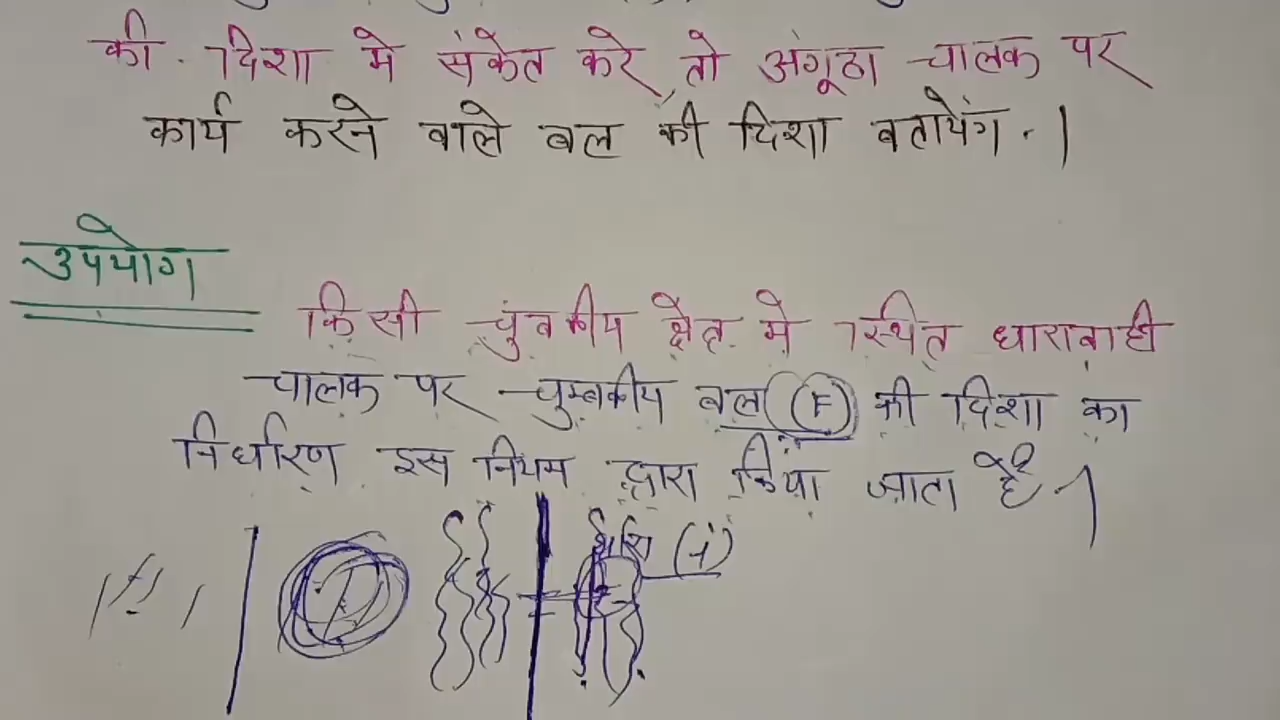 की दिशा मे संकेत करे, तो अंगूठा चालक पर
कार्य करने वाले बल की दिशा बतायेंग.।
उपयोग
किसी चुंबकीय क्षेत्र मे स्थित धारावाही
चालक पर चुम्बकीय बल (F) की दिशा का
निर्धारण इस नियम द्वारा किया जाता है.।
(i)